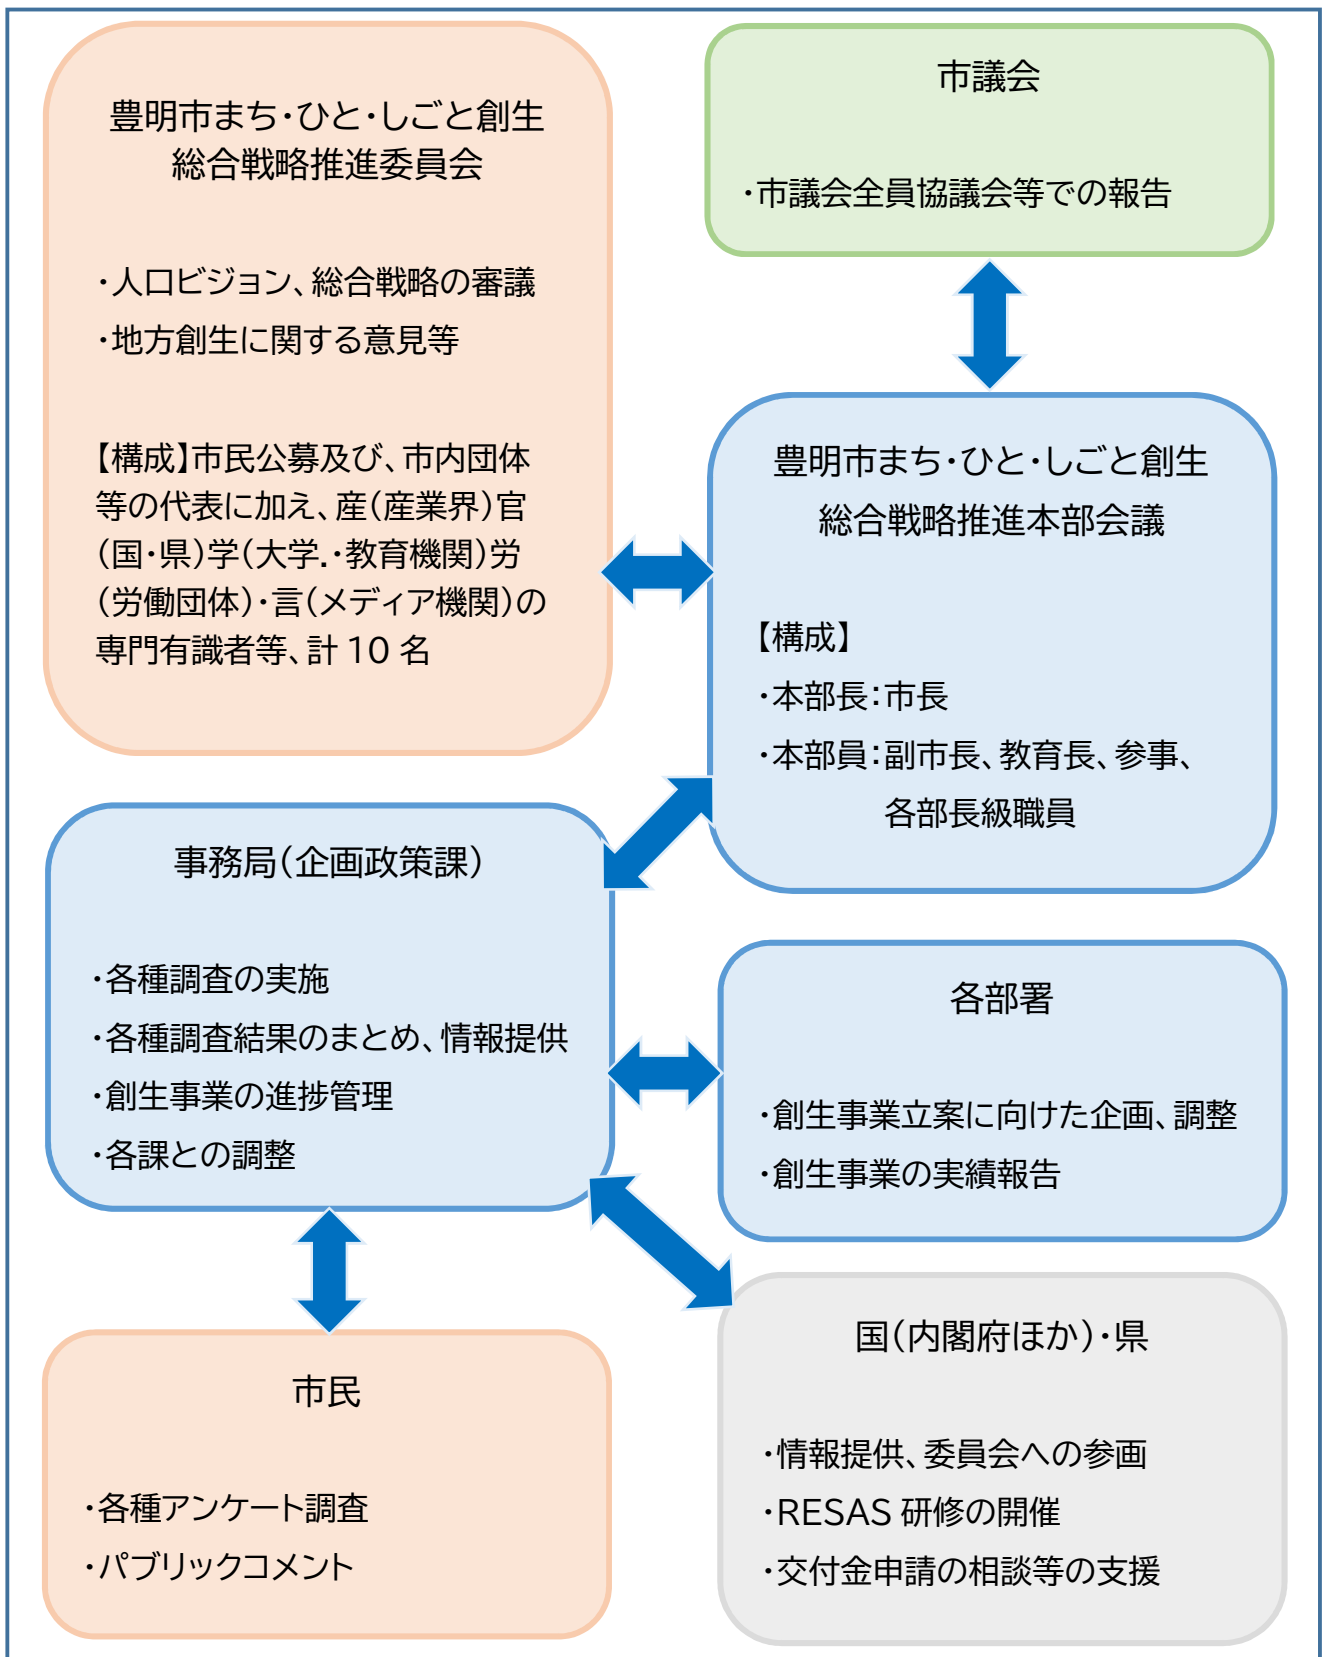 豊明市まち・ひと・しごと創生
総合戦略推進委員会
・人口ビジョン、総合戦略の審議
・地方創生に関する意見等
【構成】市民公募及び、市内団体
等の代表に加え、産（産業界）官
（国・県）学（大学.・教育機関）労
（労働団体）・言（メディア機関）の
専門有識者等、計 10 名
市議会
・市議会全員協議会等での報告
豊明市まち・ひと・しごと創生
総合戦略推進本部会議
【構成】
・本部長：市長
・本部員：副市長、教育長、参事、
各部長級職員
事務局（企画政策課）
・各種調査の実施
・各種調査結果のまとめ、情報提供
・創生事業の進捗管理
・各課との調整
各部署
・創生事業立案に向けた企画、調整
・創生事業の実績報告
市民
・各種アンケート調査
・パブリックコメント
国（内閣府ほか）・県
・情報提供、委員会への参画
・RESAS 研修の開催
・交付金申請の相談等の支援